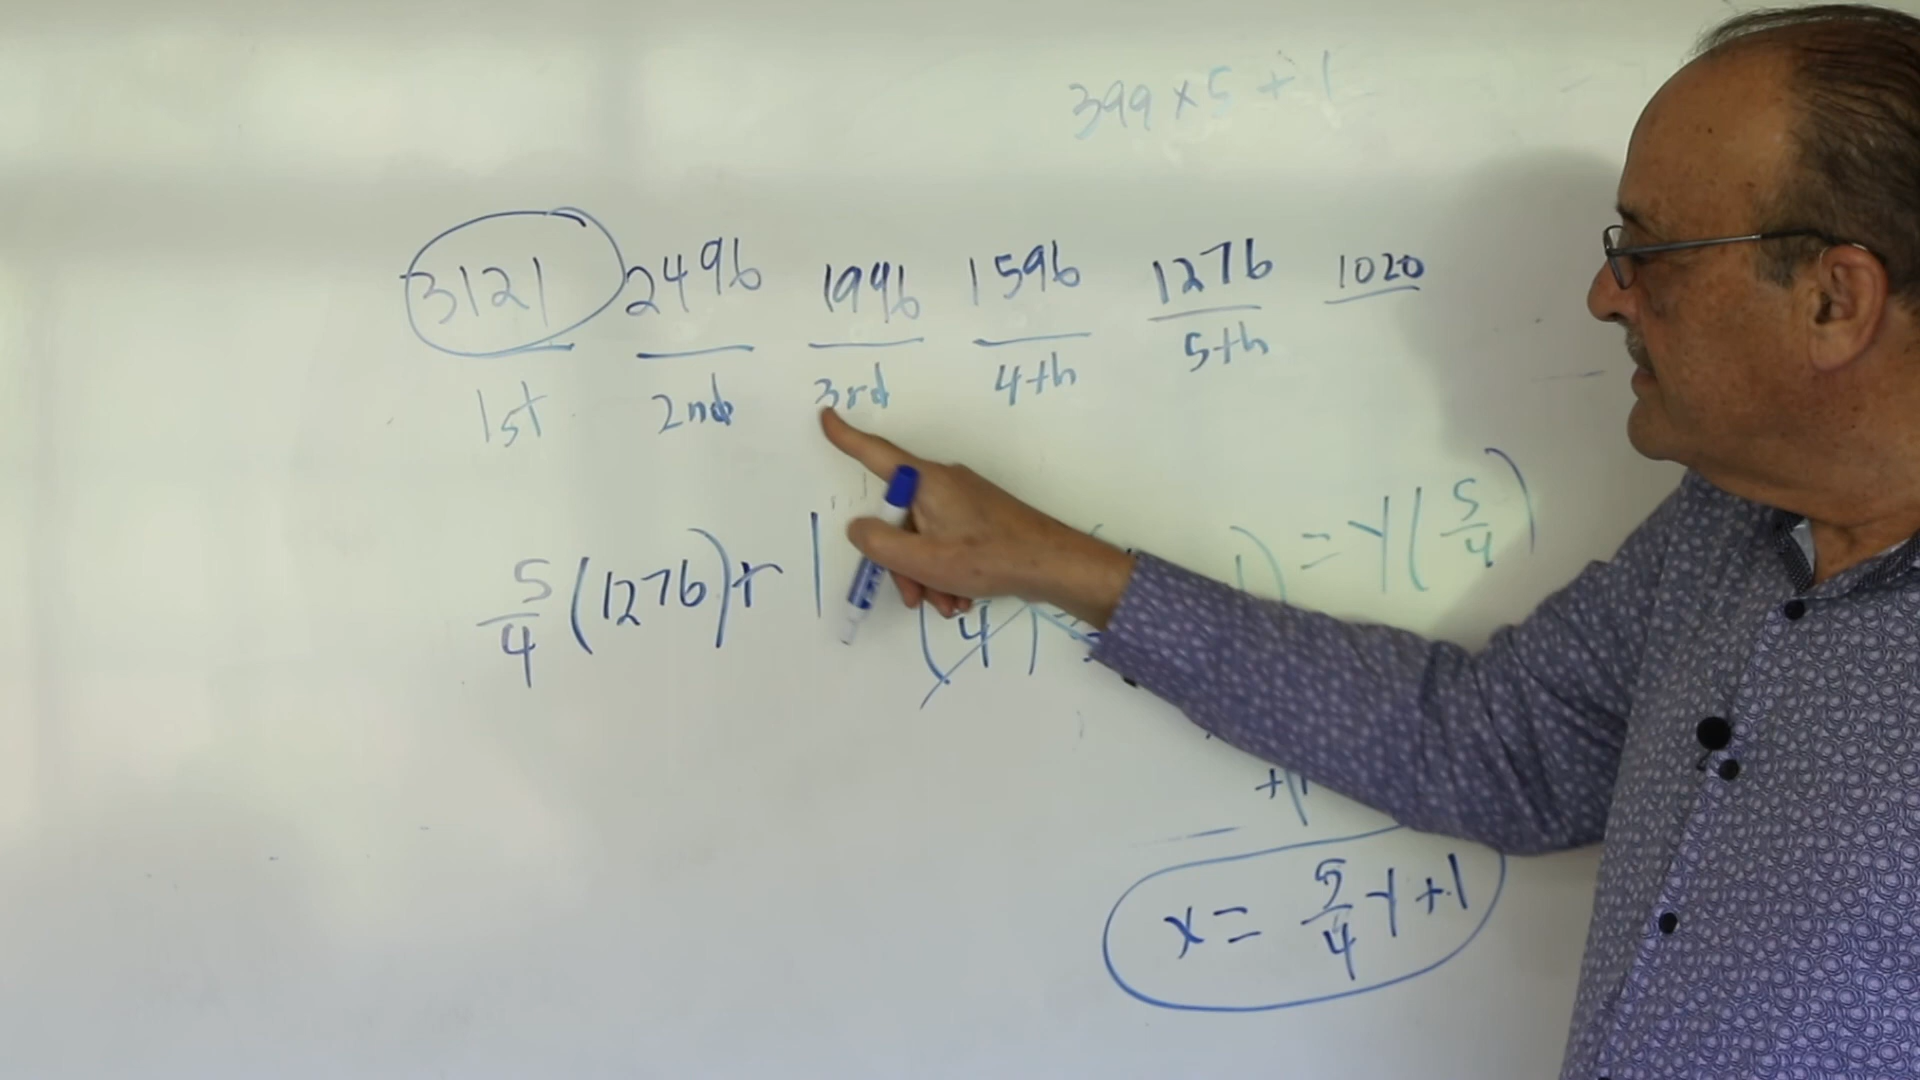 399 x 5 + 1
3121 2496 1996 1596 1276 1020
1st 2nd 3rd 4th 5th
5/4 (1276) + 1
= Y (5/4)
+1
x = 5/4 Y + 1